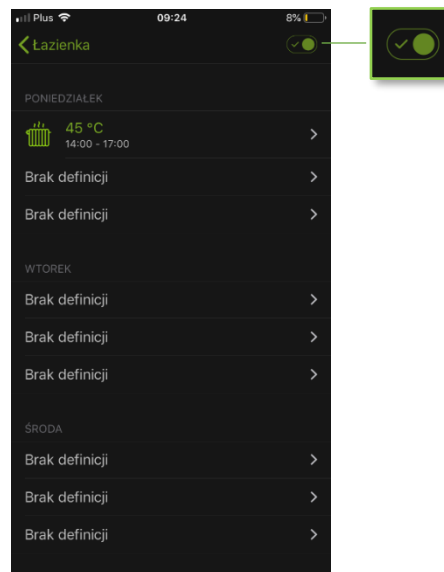 Plus 09:24 8%
Łazienka
PONIEDZIAŁEK
45 °C
14:00 - 17:00
Brak definicji
Brak definicji
WTOREK
Brak definicji
Brak definicji
Brak definicji
ŚRODA
Brak definicji
Brak definicji
Brak definicji